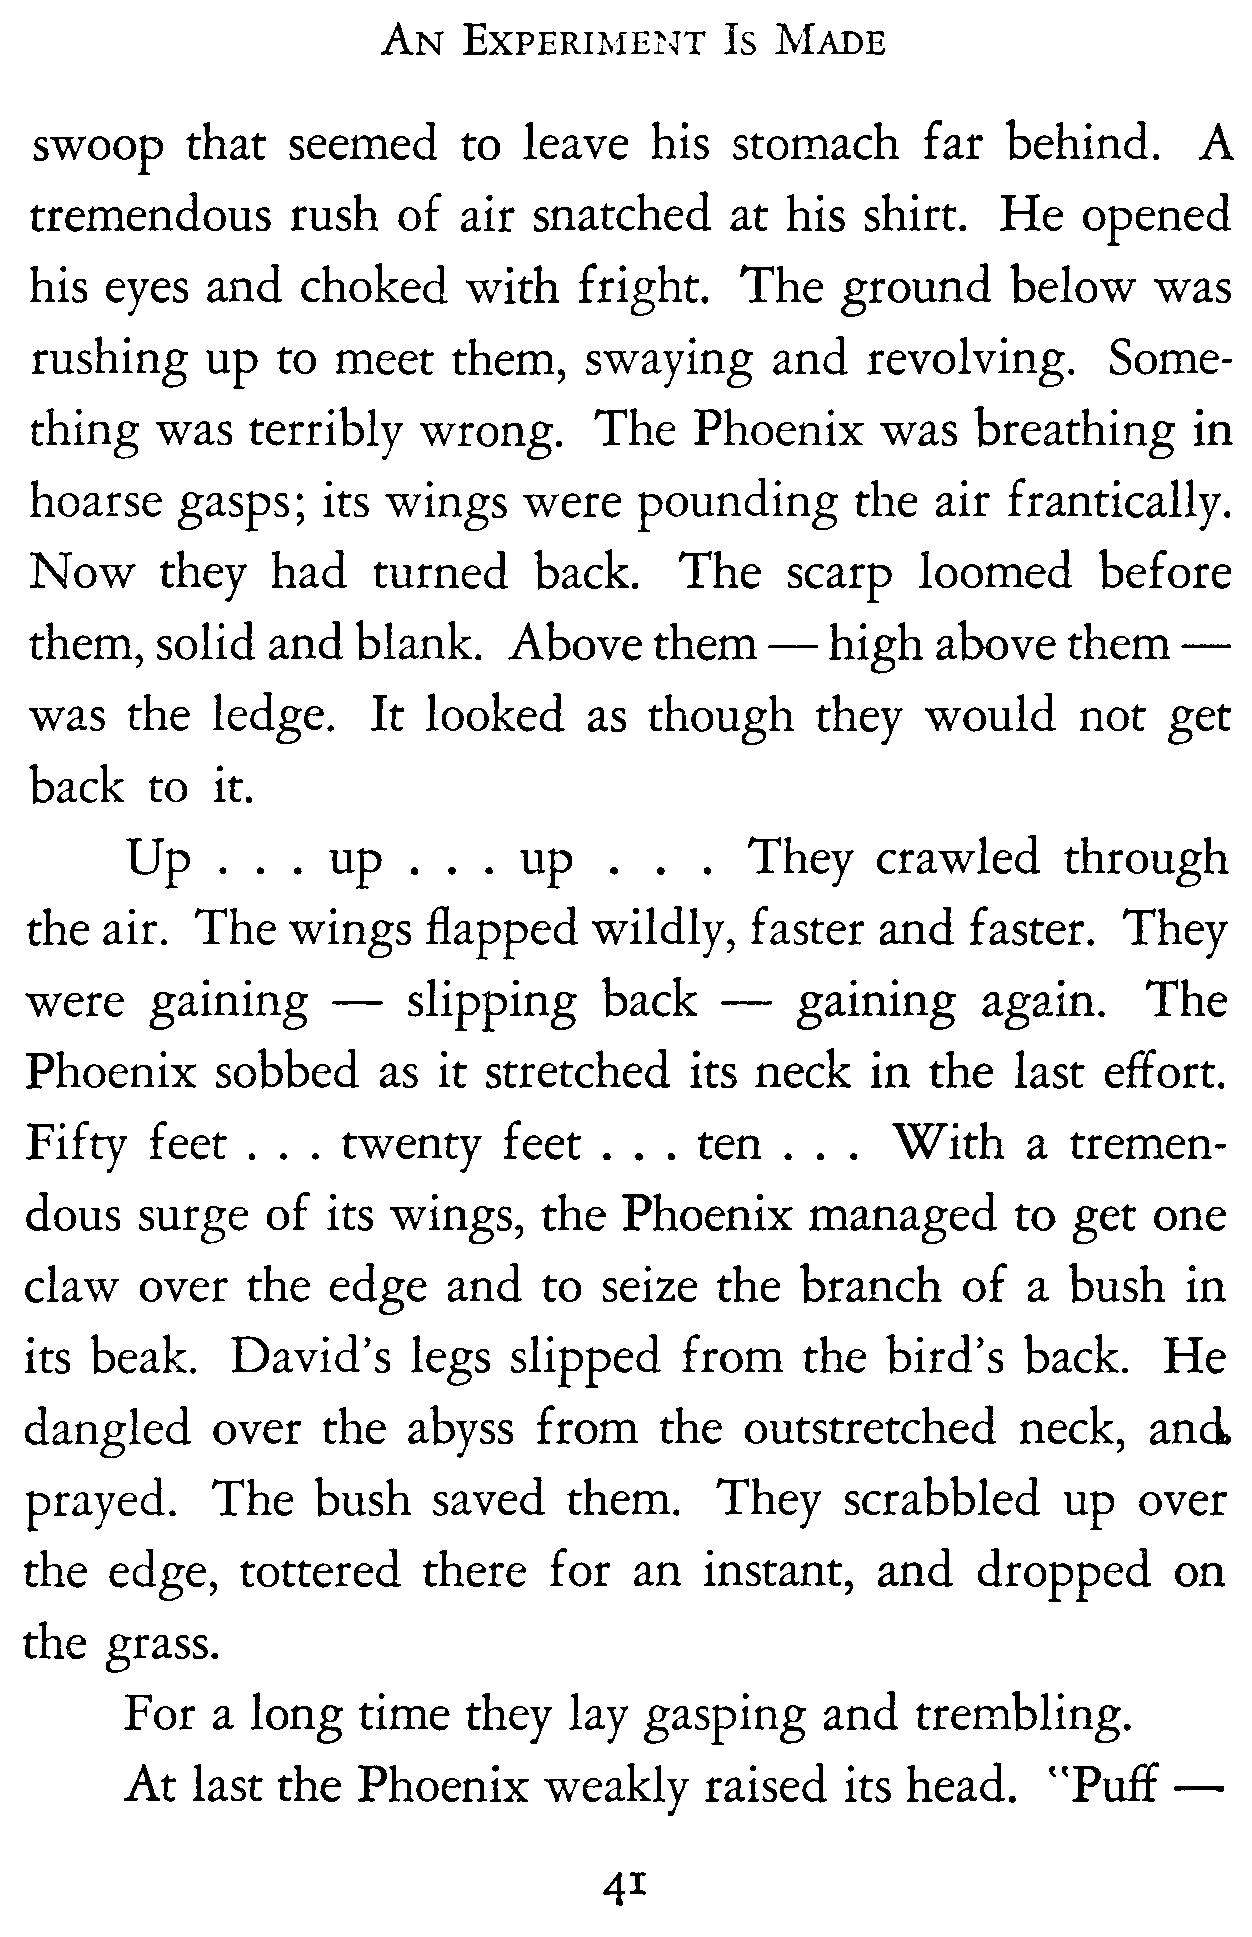 An Experiment Is Made
swoop that seemed to leave his stomach far behind. A
tremendous rush of air snatched at his shirt. He opened
his eyes and choked with fright. The ground below was
rushing up to meet them, swaying and revolving. Some-
thing was terribly wrong. The Phoenix was breathing in
hoarse gasps; its wings were pounding the air frantically.
Now they had turned back. The scarp loomed before
them, solid and blank. Above them — high above them —
was the ledge. It looked as though they would not get
back to it.
Up . . . up . . . up . . . They crawled through
the air. The wings flapped wildly, faster and faster. They
were gaining — slipping back — gaining again. The
Phoenix sobbed as it stretched its neck in the last effort.
Fifty feet . . . twenty feet . . . ten . . . With a tremen-
dous surge of its wings, the Phoenix managed to get one
claw over the edge and to seize the branch of a bush in
its beak. David's legs slipped from the bird's back. He
dangled over the abyss from the outstretched neck, and
prayed. The bush saved them. They scrabbled up over
the edge, tottered there for an instant, and dropped on
the grass.
For a long time they lay gasping and trembling.
At last the Phoenix weakly raised its head. "Puff —
41